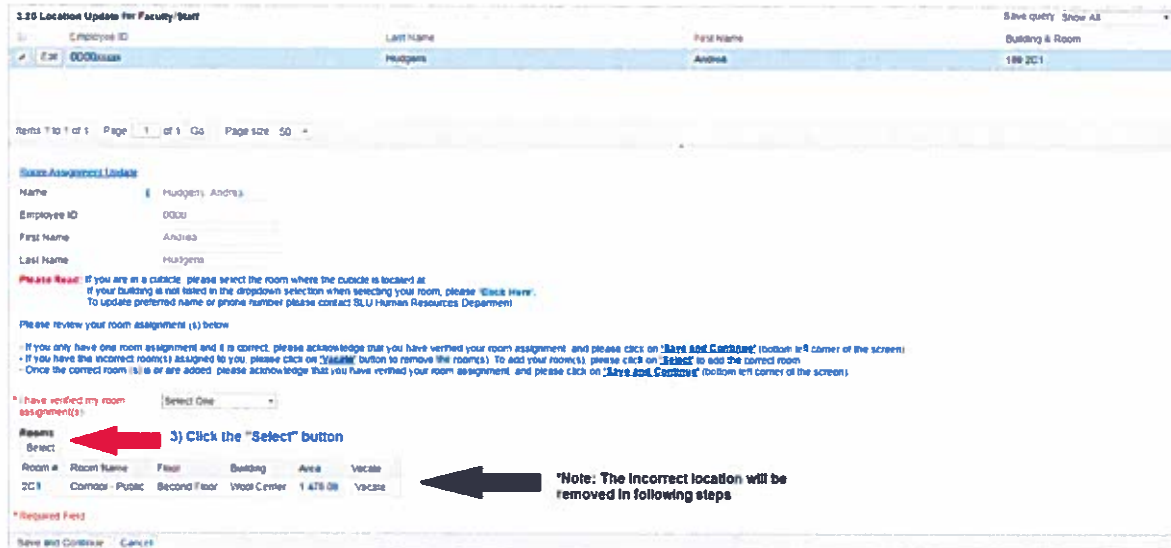 3.20 Location Update for Faculty/Staff Save query Show All
Employee ID Last Name First Name Building & Room
Edit 0000xxxxx Hudgens Andrea 189 2C1
Items 1 to 1 of 1 Page 1 of 1 Go Page size 50
Room Assignment Update
Name Hudgens, Andrea
Employee ID 0000
First Name Andrea
Last Name Hudgens
Please Read: If you are in a cubicle, please select the room where the cubicle is located at.
If your building is not listed in the dropdown selection when selecting your room, please "Click Here".
To update preferred name or phone number please contact SLU Human Resources Deparment
Please review your room assignment (s) below
- If you only have one room assignment and it is correct, please acknowledge that you have verified your room assignment, and please click on "Save and Continue" (bottom left corner of the screen)
- If you have the incorrect room(s) assigned to you, please click on "Vacate" button to remove the room(s). To add your room(s), please click on "Select" to add the correct room
- Once the correct room (s) is or are added, please acknowledge that you have verified your room assignment, and please click on "Save and Continue" (bottom left corner of the screen)
* I have verified my room assignment(s) Select One
Rooms
Select
3) Click the "Select" button
Room # Room Name Floor Building Area Vacate
2C1 Corridor - Public Second Floor Wool Center 1 478.08 Vacate
*Note: The incorrect location will be
removed in following steps
* Required Field
Save and Continue Cancel